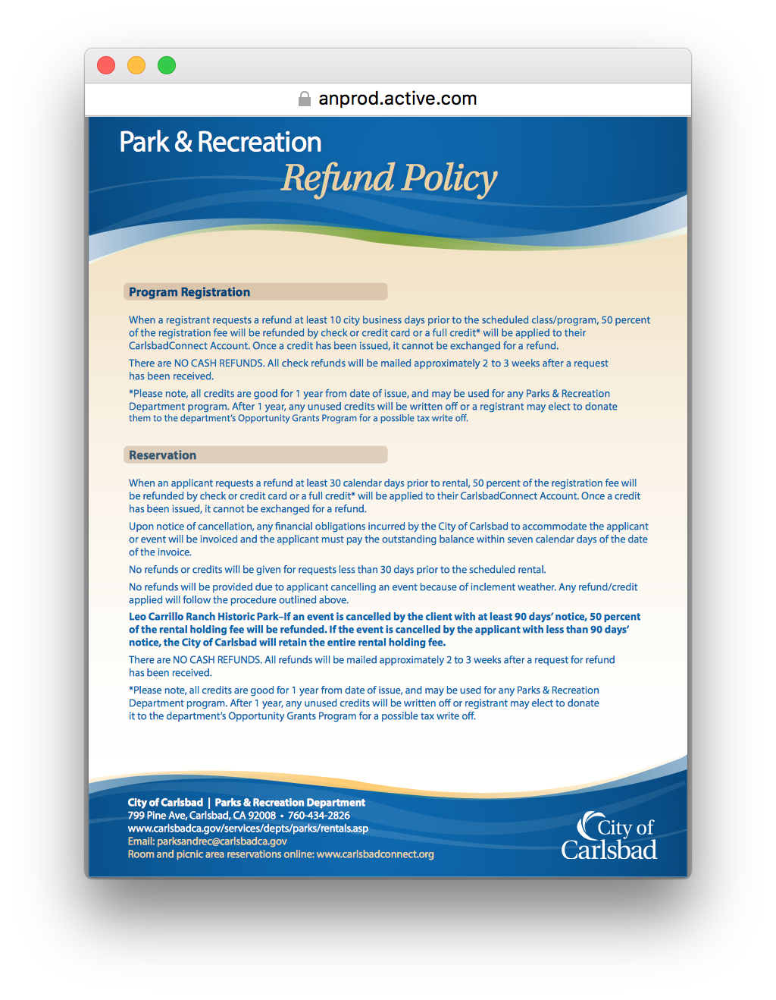 anprod.active.com
Park & Recreation
Refund Policy
Program Registration
When a registrant requests a refund at least 10 city business days prior to the scheduled class/program, 50 percent
of the registration fee will be refunded by check or credit card or a full credit* will be applied to their
CarlsbadConnect Account. Once a credit has been issued, it cannot be exchanged for a refund.
There are NO CASH REFUNDS. All check refunds will be mailed approximately 2 to 3 weeks after a request
has been received.
*Please note, all credits are good for 1 year from date of issue, and may be used for any Parks & Recreation
Department program. After 1 year, any unused credits will be written off or a registrant may elect to donate
them to the department's Opportunity Grants Program for a possible tax write off.
Reservation
When an applicant requests a refund at least 30 calendar days prior to rental, 50 percent of the registration fee will
be refunded by check or credit card or a full credit* will be applied to their CarlsbadConnect Account. Once a credit
has been issued, it cannot be exchanged for a refund.
Upon notice of cancellation, any financial obligations incurred by the City of Carlsbad to accommodate the applicant
or event will be invoiced and the applicant must pay the outstanding balance within seven calendar days of the date
of the invoice.
No refunds or credits will be given for requests less than 30 days prior to the scheduled rental.
No refunds will be provided due to applicant cancelling an event because of inclement weather. Any refund/credit
applied will follow the procedure outlined above.
Leo Carrillo Ranch Historic Park–If an event is cancelled by the client with at least 90 days' notice, 50 percent
of the rental holding fee will be refunded. If the event is cancelled by the applicant with less than 90 days'
notice, the City of Carlsbad will retain the entire rental holding fee.
There are NO CASH REFUNDS. All refunds will be mailed approximately 2 to 3 weeks after a request for refund
has been received.
*Please note, all credits are good for 1 year from date of issue, and may be used for any Parks & Recreation
Department program. After 1 year, any unused credits will be written off or registrant may elect to donate
it to the department's Opportunity Grants Program for a possible tax write off.
City of Carlsbad | Parks & Recreation Department
799 Pine Ave, Carlsbad, CA 92008 • 760-434-2826
www.carlsbadca.gov/services/depts/parks/rentals.asp
Email: parksandrec@carlsbadca.gov
Room and picnic area reservations online: www.carlsbadconnect.org
City of
Carlsbad